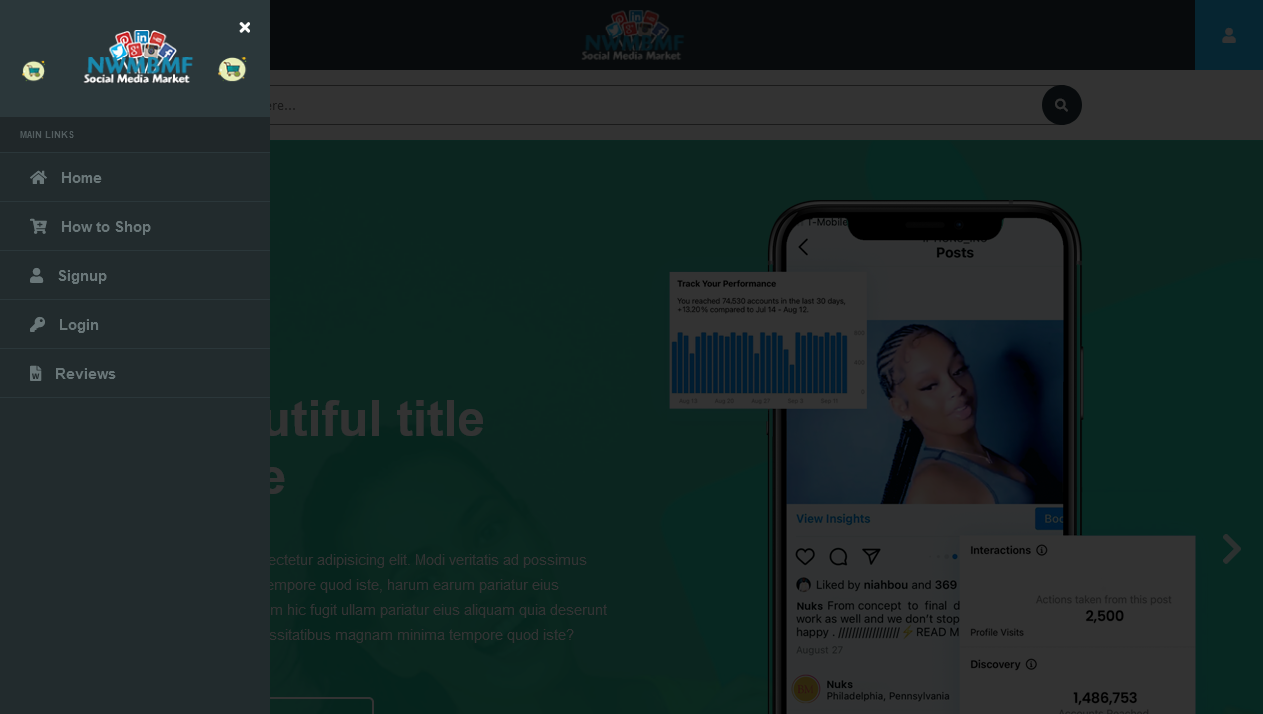 NWMBMF
Social Media Market
NWMBMF
Social Media Market
ere...
MAIN LINKS
Home
How to Shop
Signup
Login
Reviews
utiful title
e
ectetur adipisicing elit. Modi veritatis ad possimus
empore quod iste, harum earum pariatur eius
m hic fugit ullam pariatur eius aliquam quia deserunt
ssitatibus magnam minima tempore quod iste?
T-Mobile
Posts
Track Your Performance
You reached 74,530 accounts in the last 30 days,
+13.20% compared to Jul 14 - Aug 12.
View Insights
Boo
Liked by niahbou and 369
Nuks From concept to final d
work as well and we don't stop
happy . ////////////////// ⚡ READ M
August 27
Nuks
Philadelphia, Pennsylvania
Interactions
Actions taken from this post
2,500
Profile Visits
Discovery
1,486,753
Accounts Reached